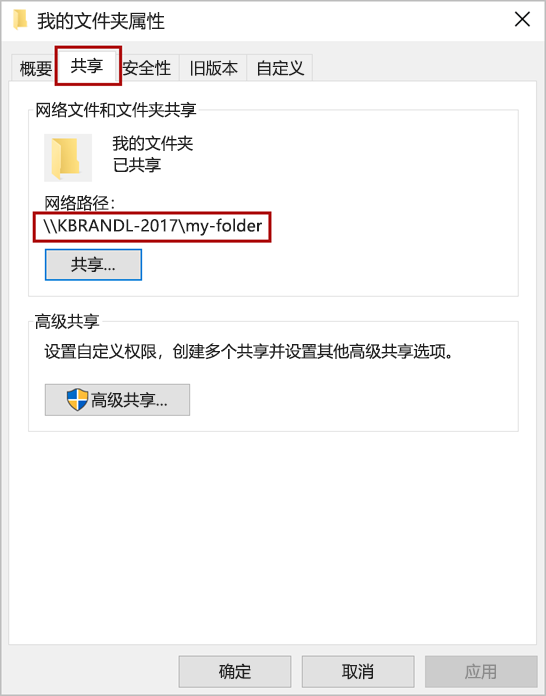 我的文件夹属性
概要 共享 安全性 旧版本 自定义
网络文件和文件夹共享
我的文件夹
已共享
网络路径：
\\KBRANDL-2017\my-folder
共享...
高级共享
设置自定义权限，创建多个共享并设置其他高级共享选项。
高级共享...
确定 取消 应用